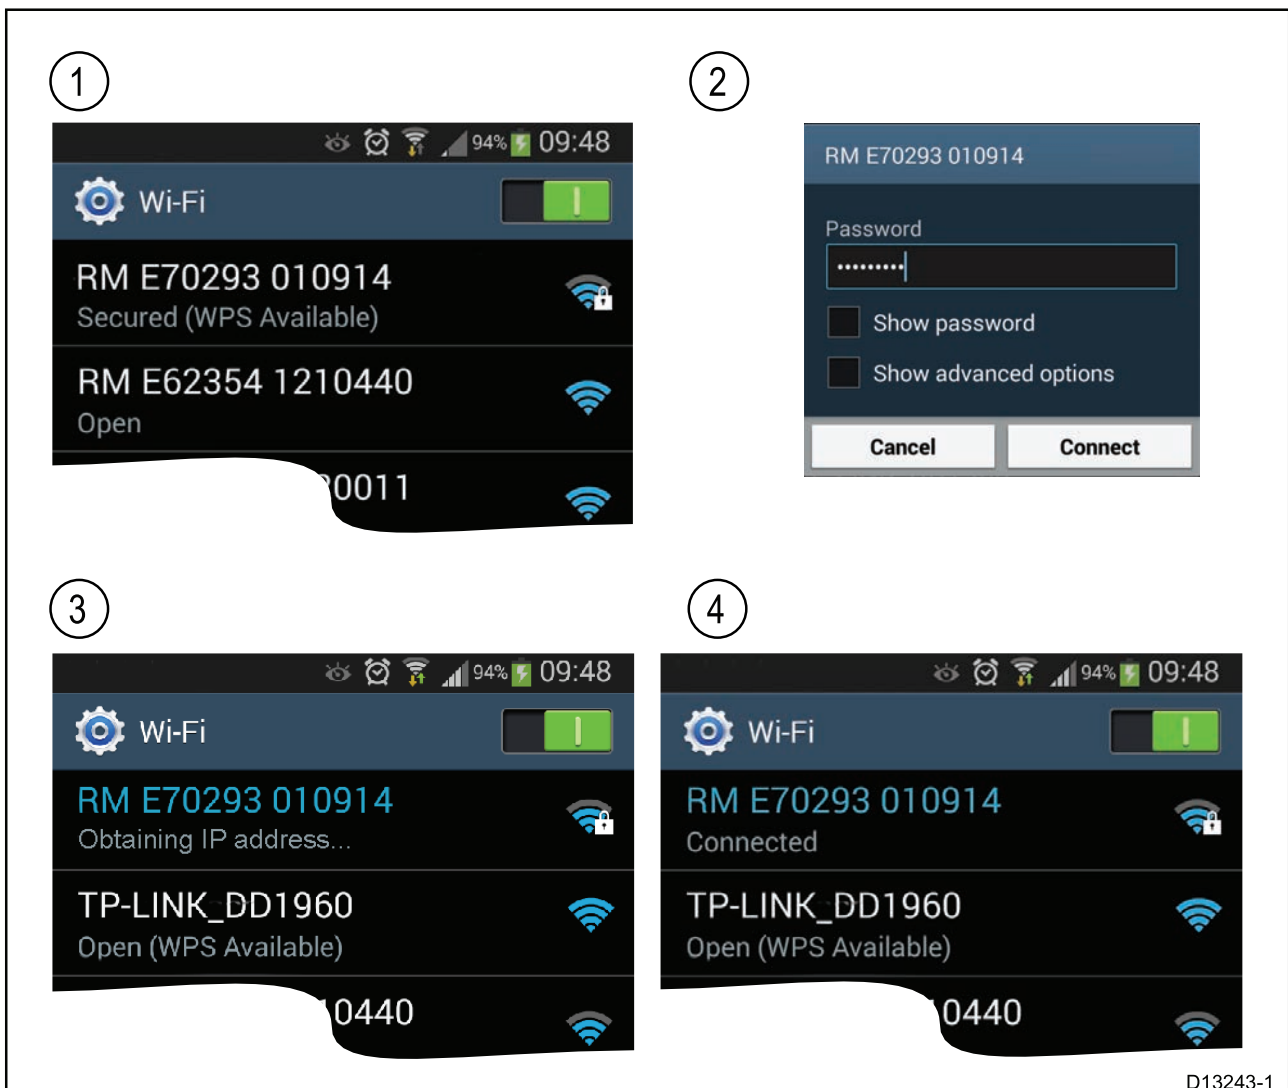 1
94% 09:48
Wi-Fi
RM E70293 010914
Secured (WPS Available)
RM E62354 1210440
Open
0011
2
RM E70293 010914
Password
•••••••••
Show password
Show advanced options
Cancel
Connect
3
94% 09:48
Wi-Fi
RM E70293 010914
Obtaining IP address...
TP-LINK_DD1960
Open (WPS Available)
0440
4
94% 09:48
Wi-Fi
RM E70293 010914
Connected
TP-LINK_DD1960
Open (WPS Available)
0440
D13243-1